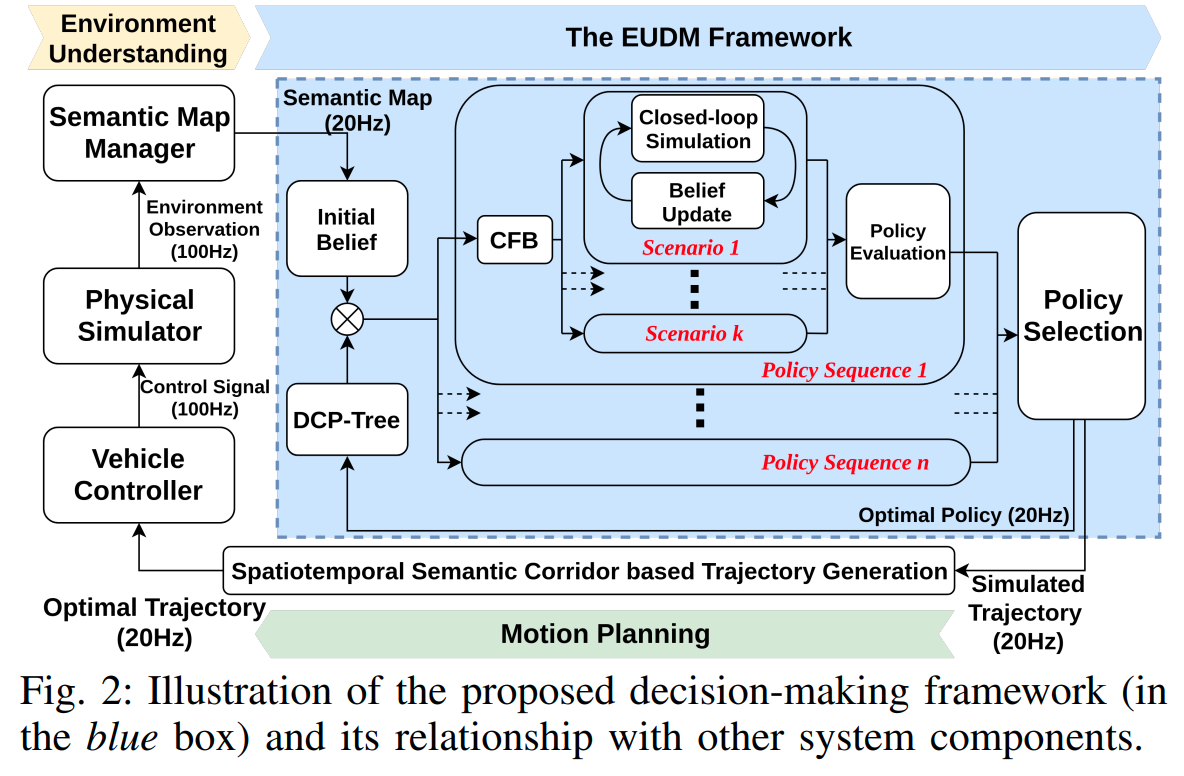 Environment
Understanding
The EUDM Framework
Semantic Map
Manager
Semantic Map
(20Hz)
Closed-loop
Simulation
Belief
Update
Scenario 1
Environment
Observation
(100Hz)
Initial
Belief
CFB
Policy
Evaluation
Physical
Simulator
Policy
Selection
Scenario k
Policy Sequence 1
Control Signal
(100Hz)
DCP-Tree
Vehicle
Controller
Policy Sequence n
Optimal Policy (20Hz)
Spatiotemporal Semantic Corridor based Trajectory Generation
Simulated
Trajectory
(20Hz)
Optimal Trajectory
(20Hz)
Motion Planning
Fig. 2: Illustration of the proposed decision-making framework (in
the blue box) and its relationship with other system components.